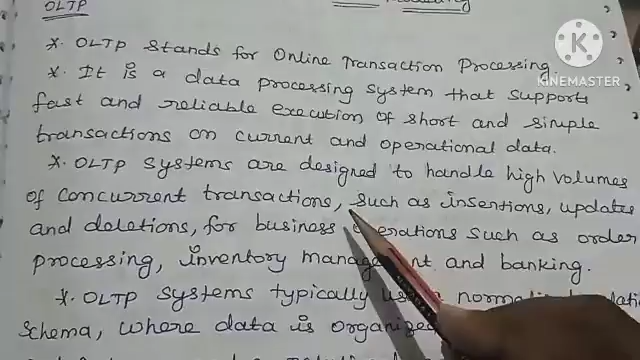 OLTP
Modeling
* OLTP stands for Online Transaction Processing.
* It is a data processing system that supports
fast and reliable execution of short and simple
transactions on current and operational data.
* OLTP systems are designed to handle high volumes
of concurrent transactions, such as insertions, updates
and deletions, for business operations such as order
processing, inventory management and banking.
* OLTP systems typically use a
schema, where data is organized
KINEMASTER